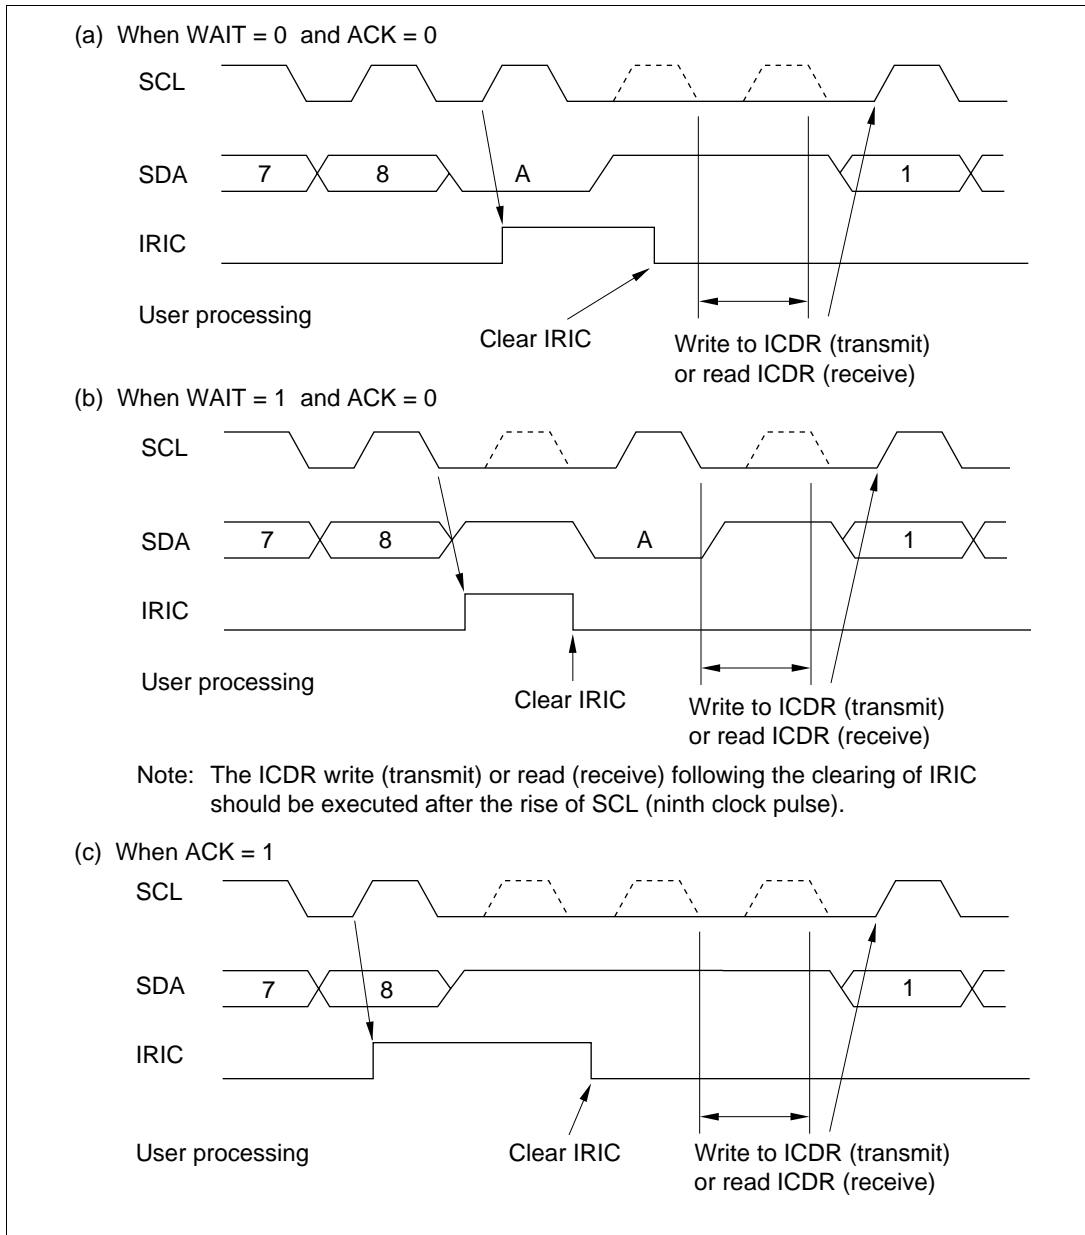 (a) When WAIT = 0 and ACK = 0
SCL
SDA
7 8 A 1
IRIC
User processing
Clear IRIC
Write to ICDR (transmit)
or read ICDR (receive)
(b) When WAIT = 1 and ACK = 0
SCL
SDA
7 8 A 1
IRIC
User processing
Clear IRIC
Write to ICDR (transmit)
or read ICDR (receive)
Note: The ICDR write (transmit) or read (receive) following the clearing of IRIC
should be executed after the rise of SCL (ninth clock pulse).
(c) When ACK = 1
SCL
SDA
7 8 1
IRIC
User processing
Clear IRIC
Write to ICDR (transmit)
or read ICDR (receive)